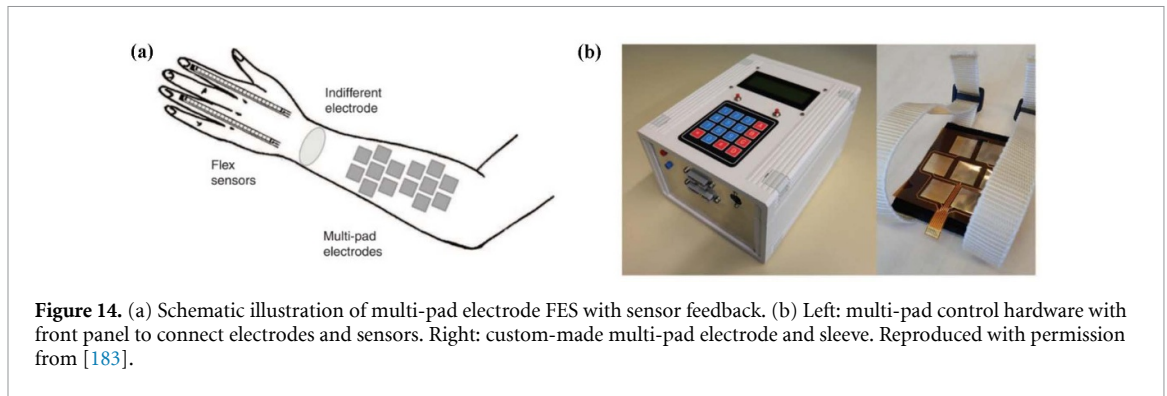 (a)
Indifferent
electrode
Flex
sensors
Multi-pad
electrodes
(b)
Figure 14. (a) Schematic illustration of multi-pad electrode FES with sensor feedback. (b) Left: multi-pad control hardware with
front panel to connect electrodes and sensors. Right: custom-made multi-pad electrode and sleeve. Reproduced with permission
from [183].